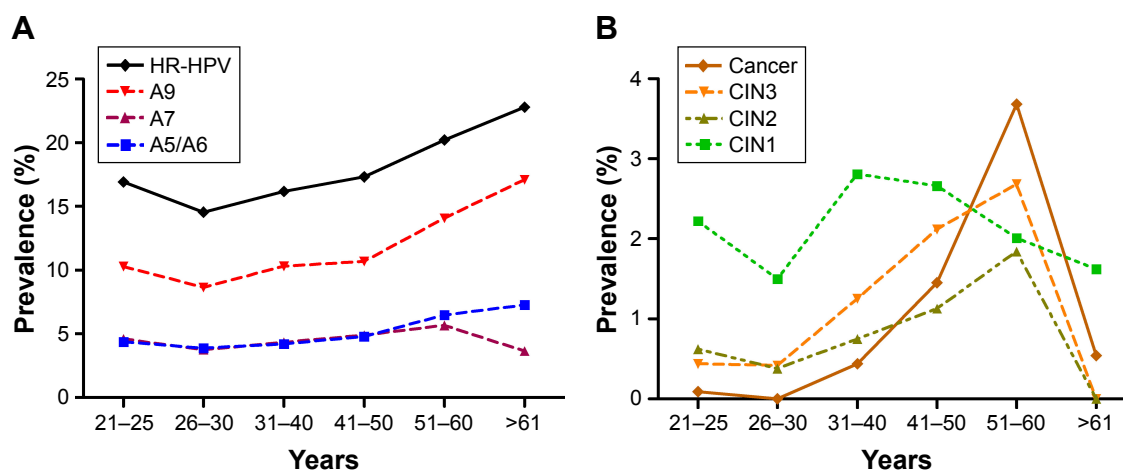 A
HR-HPV
A9
A7
A5/A6
Prevalence (%)
25
20
15
10
5
0
21–25 26–30 31–40 41–50 51–60 >61
Years
B
Cancer
CIN3
CIN2
CIN1
Prevalence (%)
4
3
2
1
0
21–25 26–30 31–40 41–50 51–60 >61
Years